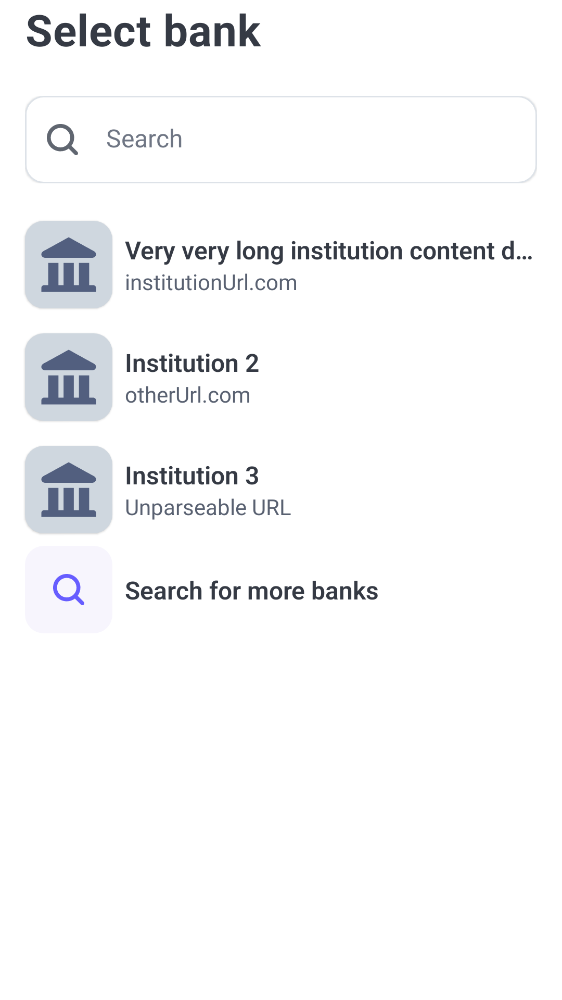 Select bank
Search
Very very long institution content d...
institutionUrl.com
Institution 2
otherUrl.com
Institution 3
Unparseable URL
Search for more banks